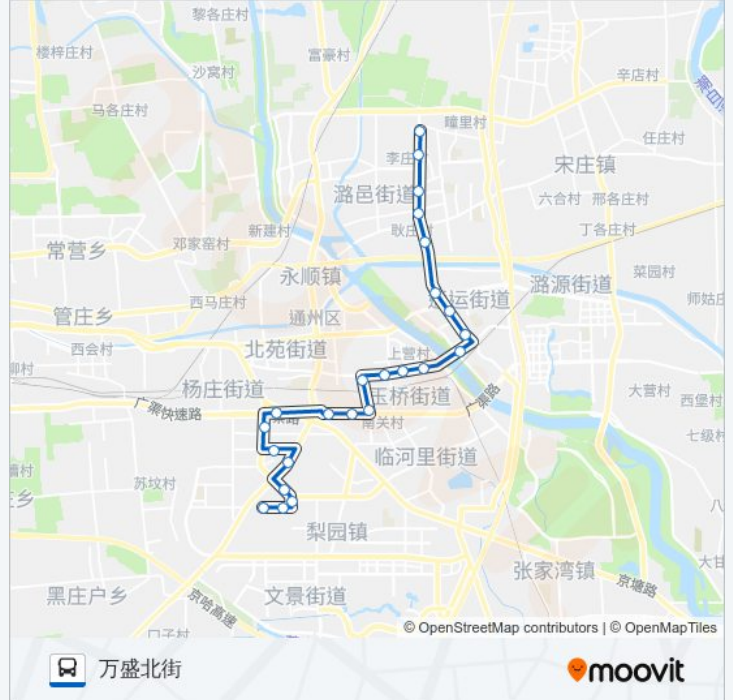 黎各庄村
富豪村
楼梓庄村
沙窝村
辛店村
马各庄村
疃里村
任庄村
李庄
宋庄镇
潞邑街道
六合村
邢各庄村
新建村
耿庄
丁各庄村
常营乡
邓家窑村
永顺镇
菜园村
潞源街道
西马庄村
运街道
师姑庄
管庄乡
通州区
西会村
北苑街道
上营村
柳村
杨庄街道
大营村
玉桥街道
西堡村
广渠快速路
广渠路
南关村
七级村
临河里街道
苏坟村
梨园镇
张家湾镇
京塘路
黑庄户乡
文景街道
京哈高速
口子村
© OpenStreetMap contributors | © OpenMapTiles
万盛北街
moovit